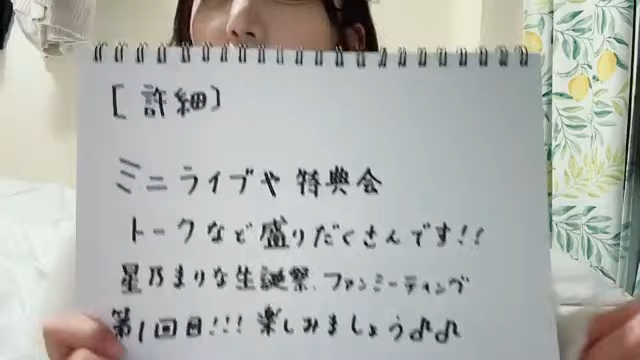 [許細]
ミニライブや特典会
トークなど盛りだくさんです!!
星乃まりな生誕祭、ファンミーティング
第1回目!!!楽しみましょう♪♪